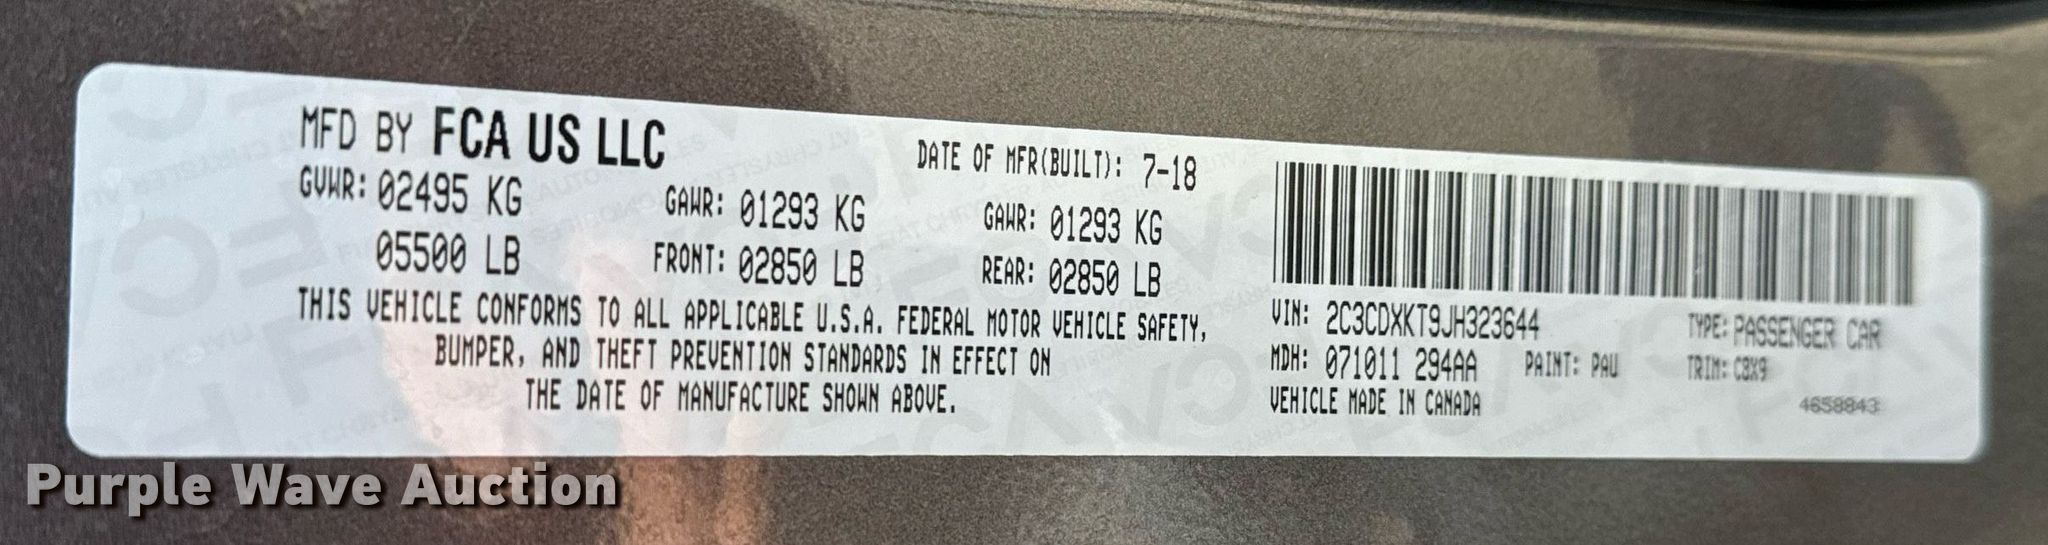 MFD BY FCA US LLC
DATE OF MFR(BUILT): 7-18
GVWR: 02495 KG
GAWR: 01293 KG
GAWR: 01293 KG
05500 LB
FRONT: 02850 LB
REAR: 02850 LB
THIS VEHICLE CONFORMS TO ALL APPLICABLE U.S.A. FEDERAL MOTOR VEHICLE SAFETY,
BUMPER, AND THEFT PREVENTION STANDARDS IN EFFECT ON
THE DATE OF MANUFACTURE SHOWN ABOVE.
VIN: 2C3CDXKT9JH323644
TYPE: PASSENGER CAR
MDH: 071011 294AA
PAINT: PAU
TRIM: C8X9
VEHICLE MADE IN CANADA
4658843
Purple Wave Auction